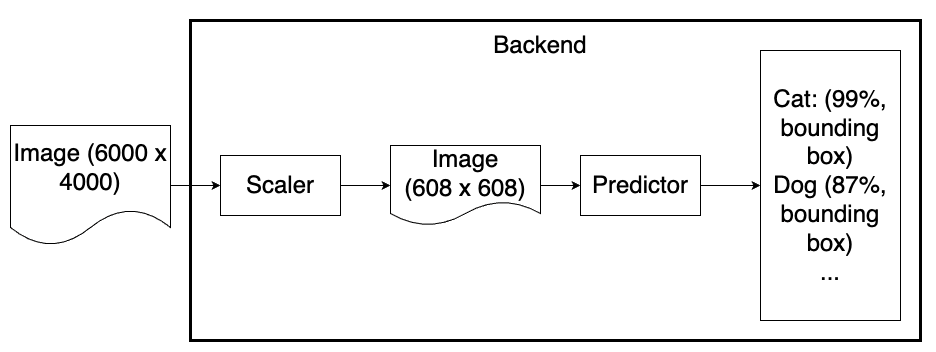 Backend
Image (6000 x
4000)
Scaler
Image
(608 x 608)
Predictor
Cat: (99%,
bounding
box)
Dog (87%,
bounding
box)
...